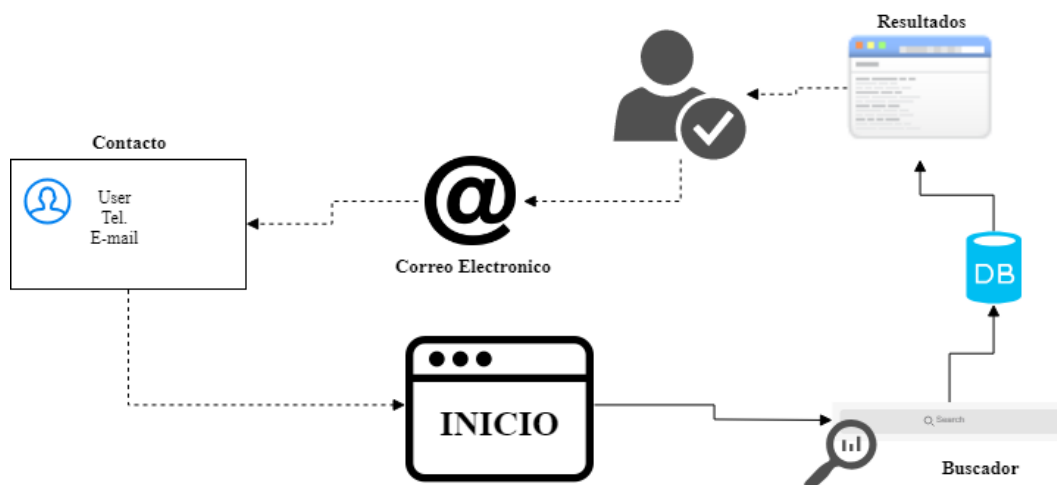 Resultados
Contacto
User
Tel.
E-mail
@
Correo Electronico
DB
INICIO
Search
Buscador